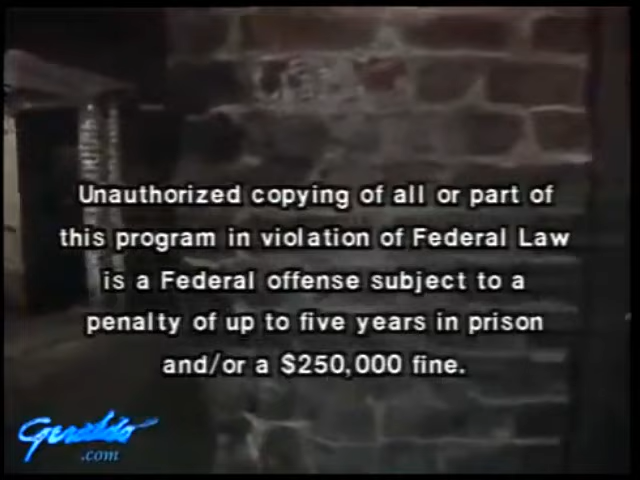 Unauthorized copying of all or part of
this program in violation of Federal Law
is a Federal offense subject to a
penalty of up to five years in prison
and/or a $250,000 fine.
Geraldo
.com